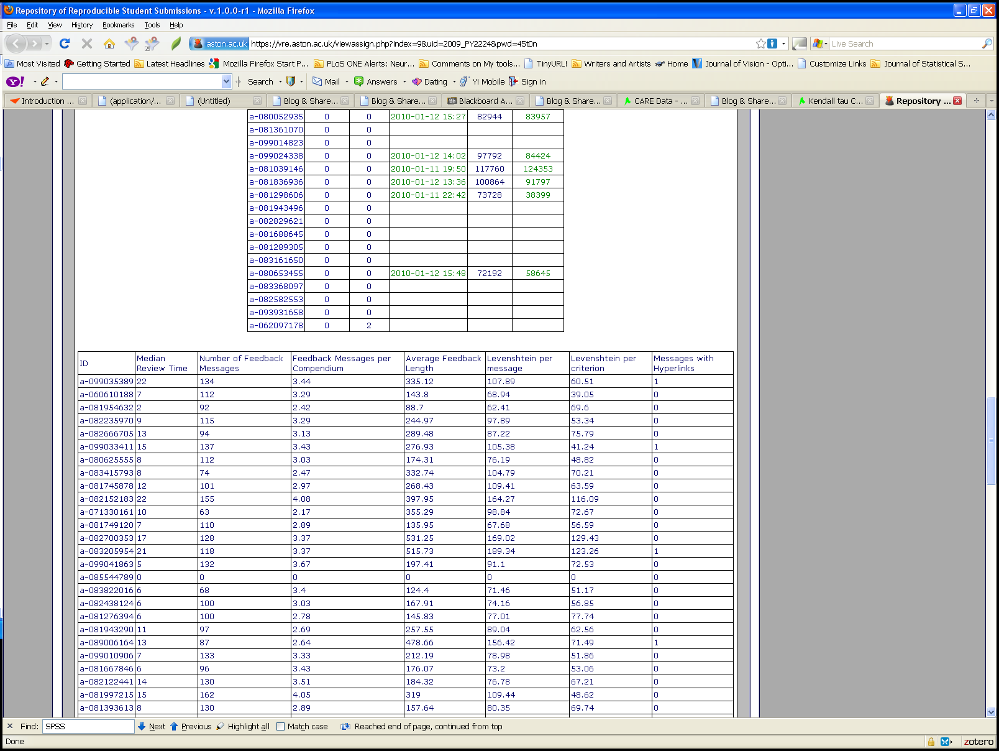 Repository of Reproducible Student Submissions - v.1.0.0-r1 - Mozilla Firefox
File Edit View History Bookmarks Tools Help
aston.ac.uk https://vre.aston.ac.uk/viewassign.php?index=9&uid=2009_PY2224&pwd=45t0n Live Search
Most Visited Getting Started Latest Headlines Mozilla Firefox Start P... PLoS ONE Alerts: Neur... Comments on My tools... TinyURL! Writers and Artists Home Journal of Vision - Opti... Customize Links Journal of Statistical S...
Y! Search Mail Answers Dating Y! Mobile Sign in
Introduction ... (application/... (Untitled) Blog & Share... Blog & Share... Bb Blackboard A... Blog & Share... CARE Data - ... Blog & Share... Kendall tau C... Repository ...
a-080052935 0 0 2010-01-12 15:27 82944 83957
a-081361070 0 0
a-099014823 0 0
a-099024338 0 0 2010-01-12 14:02 97792 84424
a-081039146 0 0 2010-01-11 19:50 117760 124353
a-081836936 0 0 2010-01-12 13:36 100864 91797
a-081298606 0 0 2010-01-11 22:42 73728 38399
a-081943496 0 0
a-082829621 0 0
a-081688645 0 0
a-081289305 0 0
a-083161650 0 0
a-080653455 0 0 2010-01-12 15:48 72192 58645
a-083368097 0 0
a-082582553 0 0
a-093931658 0 0
a-062097178 0 2
ID Median Review Time Number of Feedback Messages Feedback Messages per Compendium Average Feedback Length Levenshtein per message Levenshtein per criterion Messages with Hyperlinks
a-099035389 22 134 3.44 335.12 107.89 60.51 1
a-060610188 7 112 3.29 143.8 68.94 39.05 0
a-081954632 2 92 2.42 88.7 62.41 69.6 0
a-082235970 9 115 3.29 244.97 97.89 53.34 0
a-082666705 13 94 3.13 289.48 87.22 75.79 0
a-099033411 15 137 3.43 276.93 105.38 41.24 1
a-080625555 8 112 3.03 174.31 76.19 48.82 0
a-083415793 8 74 2.47 332.74 104.79 70.21 0
a-081745878 12 101 2.97 268.43 109.41 63.59 0
a-082152183 22 155 4.08 397.95 164.27 116.09 0
a-071330161 10 63 2.17 355.29 98.84 72.67 0
a-081749120 7 110 2.89 135.95 67.68 56.59 0
a-082700353 17 128 3.37 531.25 169.02 129.43 0
a-083205954 21 118 3.37 515.73 189.34 123.26 1
a-099041863 5 132 3.67 197.41 91.1 72.53 0
a-085544789 0 0 0 0 0 0 0
a-083822016 6 68 3.4 124.4 71.46 51.17 0
a-082438124 6 100 3.03 167.91 74.16 56.85 0
a-081276394 6 100 2.78 145.83 77.01 77.74 0
a-081943290 11 97 2.69 257.55 89.04 62.56 0
a-089006164 13 87 2.64 478.66 156.42 71.49 1
a-099010906 7 133 3.33 212.19 78.98 51.86 0
a-081667846 6 96 3.43 176.07 73.2 53.06 0
a-082122441 14 130 3.51 184.32 76.78 67.21 0
a-081997215 15 162 4.05 319 109.44 48.62 0
a-081393613 8 130 2.89 157.64 80.35 69.74 0
Find: SPSS Next Previous Highlight all Match case Reached end of page, continued from top
Done zotero